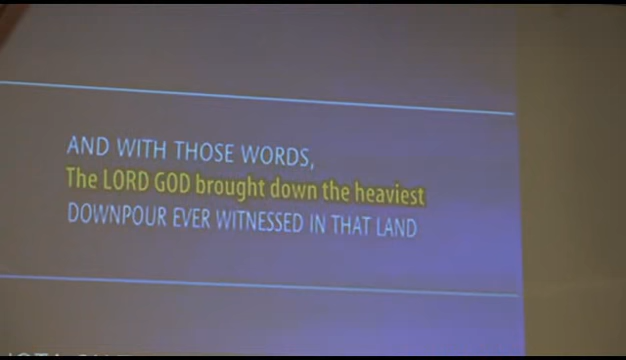 AND WITH THOSE WORDS,
The LORD GOD brought down the heaviest
DOWNPOUR EVER WITNESSED IN THAT LAND